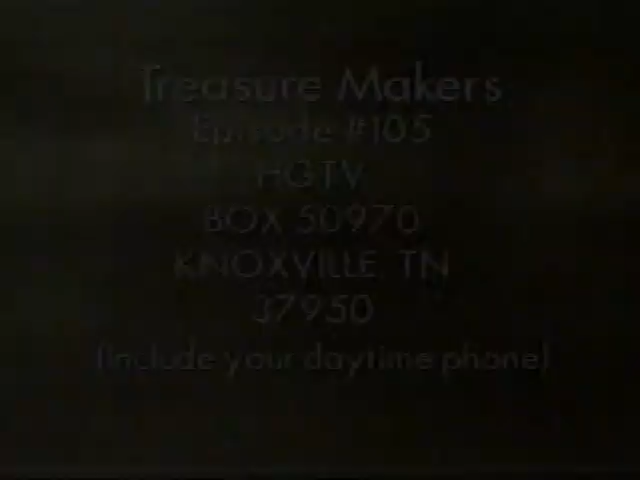 Treasure Makers
Episode #105
HGTV
BOX 50970
KNOXVILLE, TN
37950
(include your daytime phone)